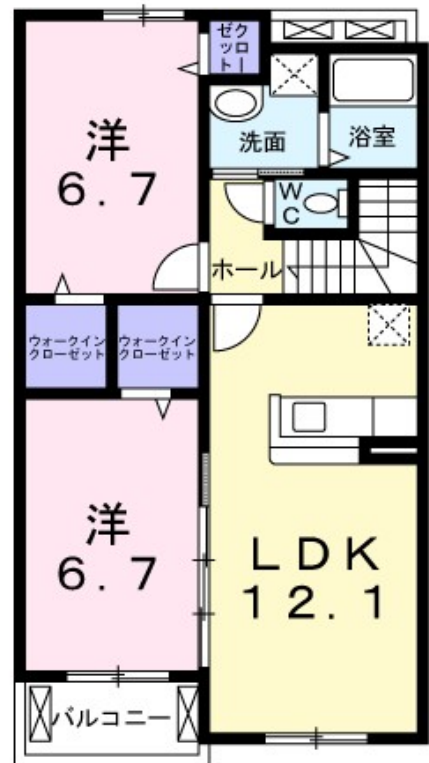 クロー
ゼット
洋
6.7
洗面
浴室
WC
ホール
ウォークイン
クローゼット
ウォークイン
クローゼット
洋
6.7
LDK
12.1
バルコニー